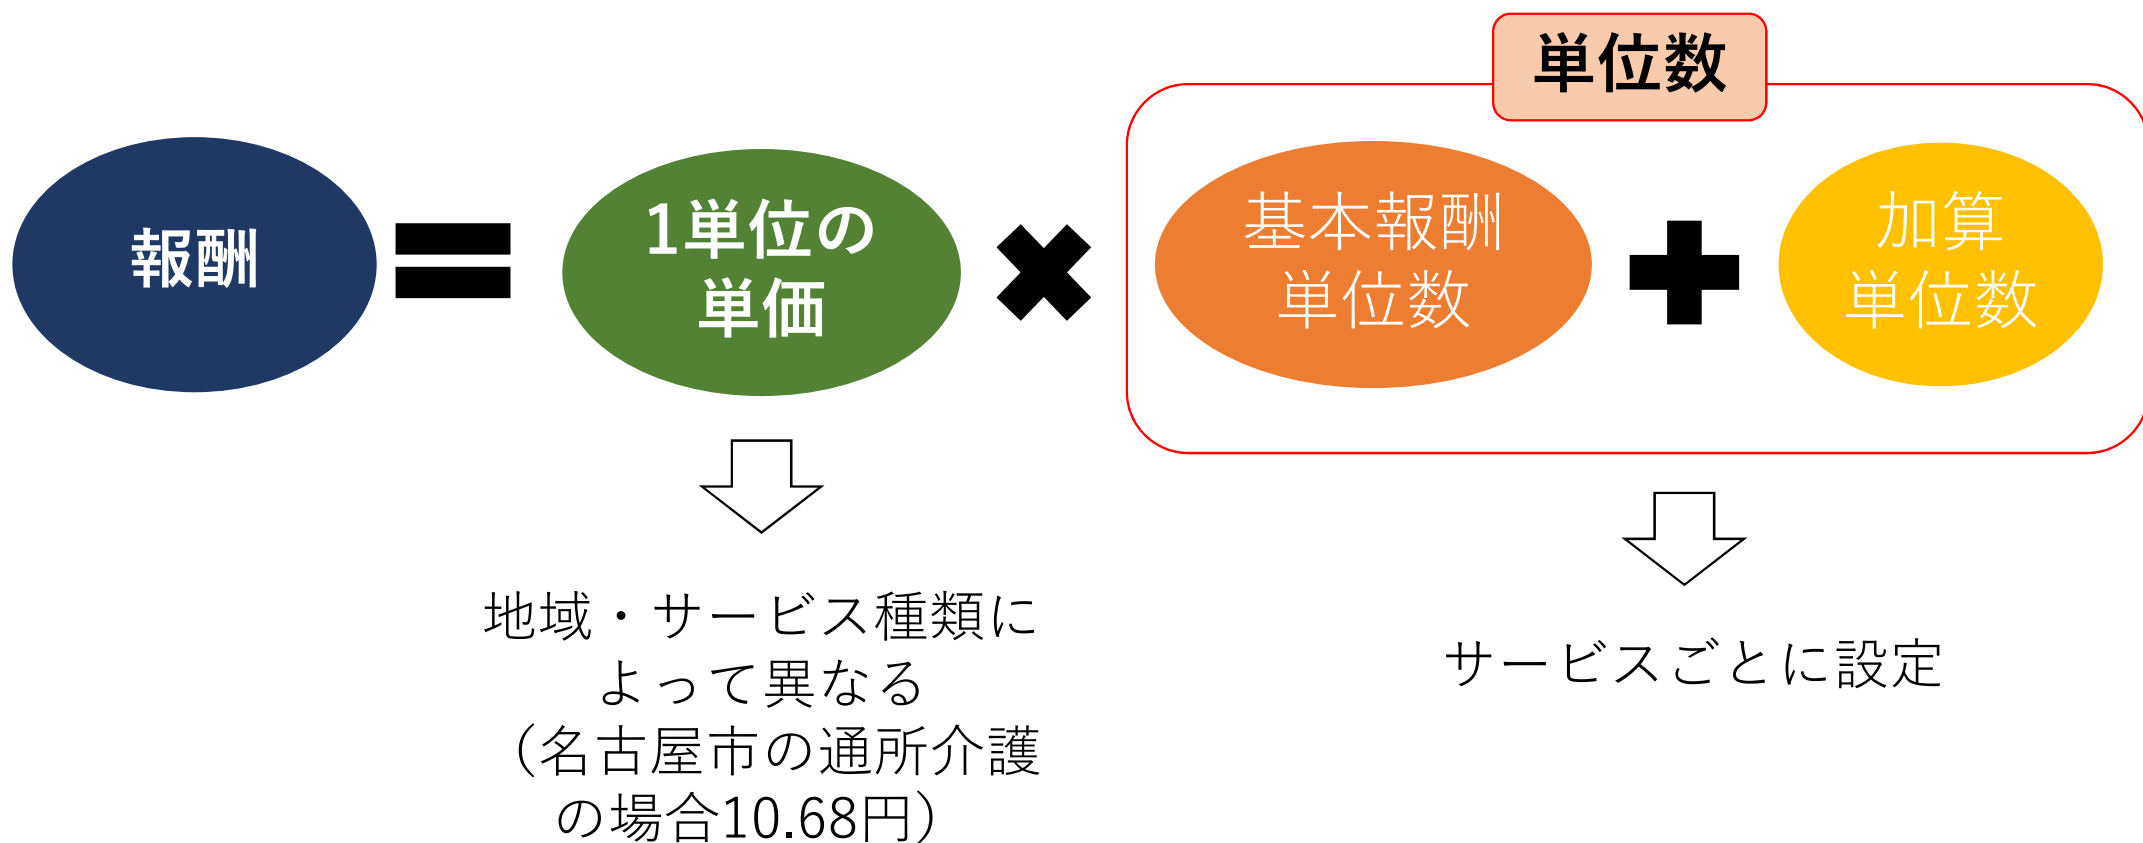 単位数
報酬
1単位の
単価
基本報酬
単位数
加算
単位数
地域・サービス種類に
よって異なる
（名古屋市の通所介護
の場合10.68円）
サービスごとに設定